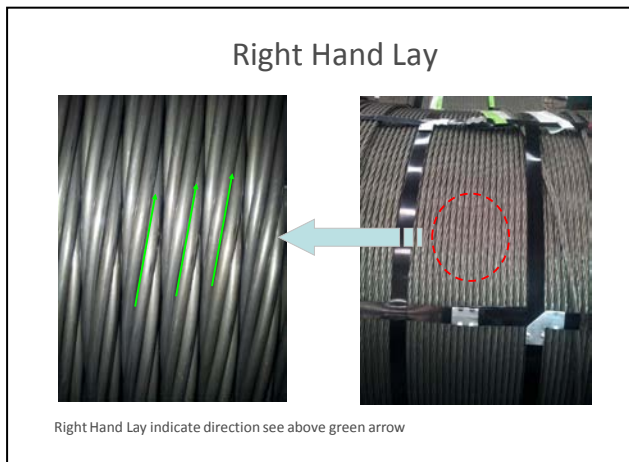 Right Hand Lay
Right Hand Lay indicate direction see above green arrow